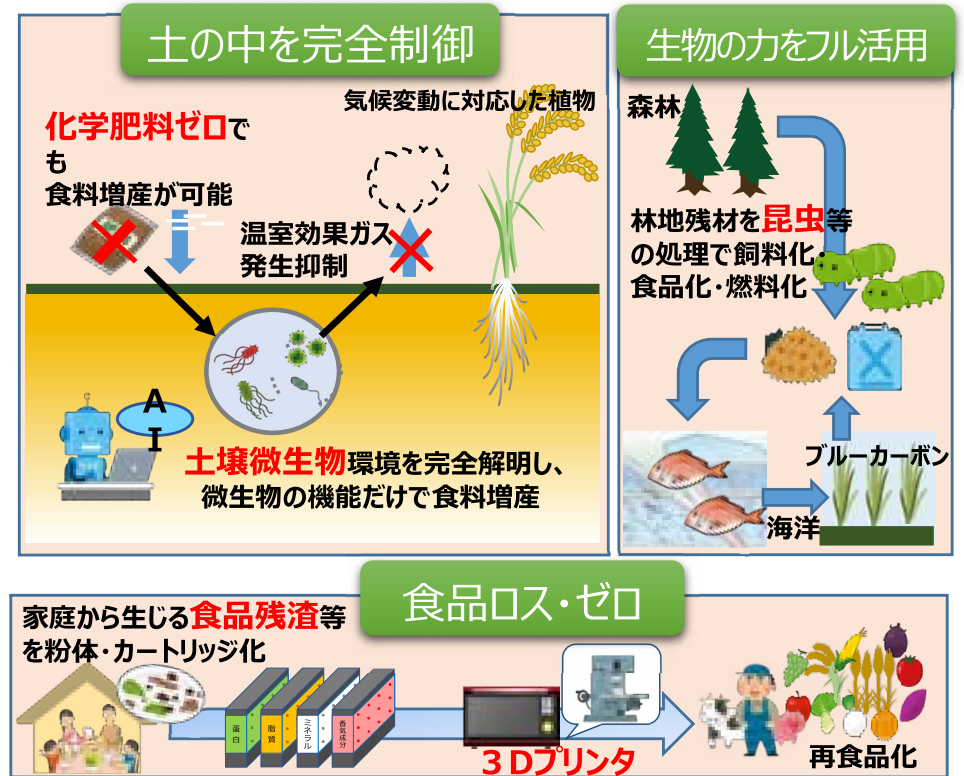 土の中を完全制御
化学肥料ゼロで
も
食料増産が可能
気候変動に対応した植物
温室効果ガス
発生抑制
A
I
土壌微生物環境を完全解明し、
微生物の機能だけで食料増産
生物の力をフル活用
森林
林地残材を昆虫等
の処理で飼料化・
食品化・燃料化
ブルーカーボン
海洋
食品ロス・ゼロ
家庭から生じる食品残渣等
を粉体・カートリッジ化
蛋白
脂質
ミネラル
香気成分
３Dプリンタ
再食品化